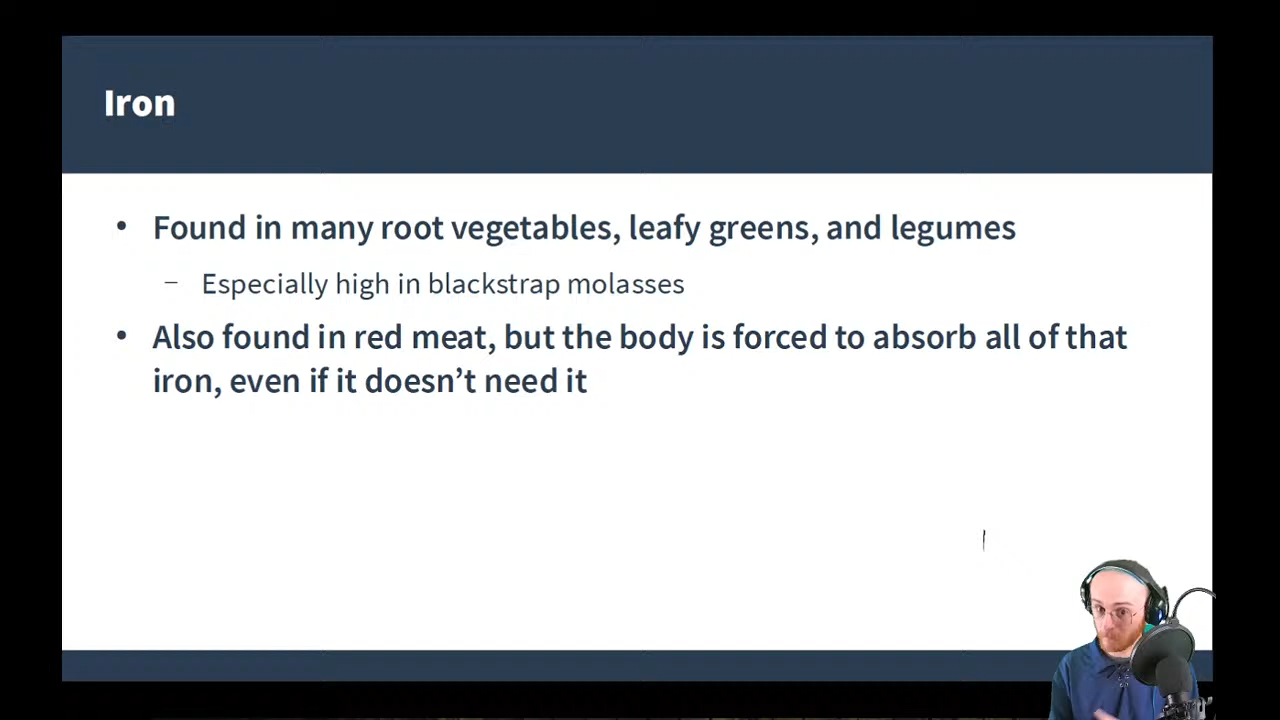 Iron
• Found in many root vegetables, leafy greens, and legumes
– Especially high in blackstrap molasses
• Also found in red meat, but the body is forced to absorb all of that
iron, even if it doesn’t need it